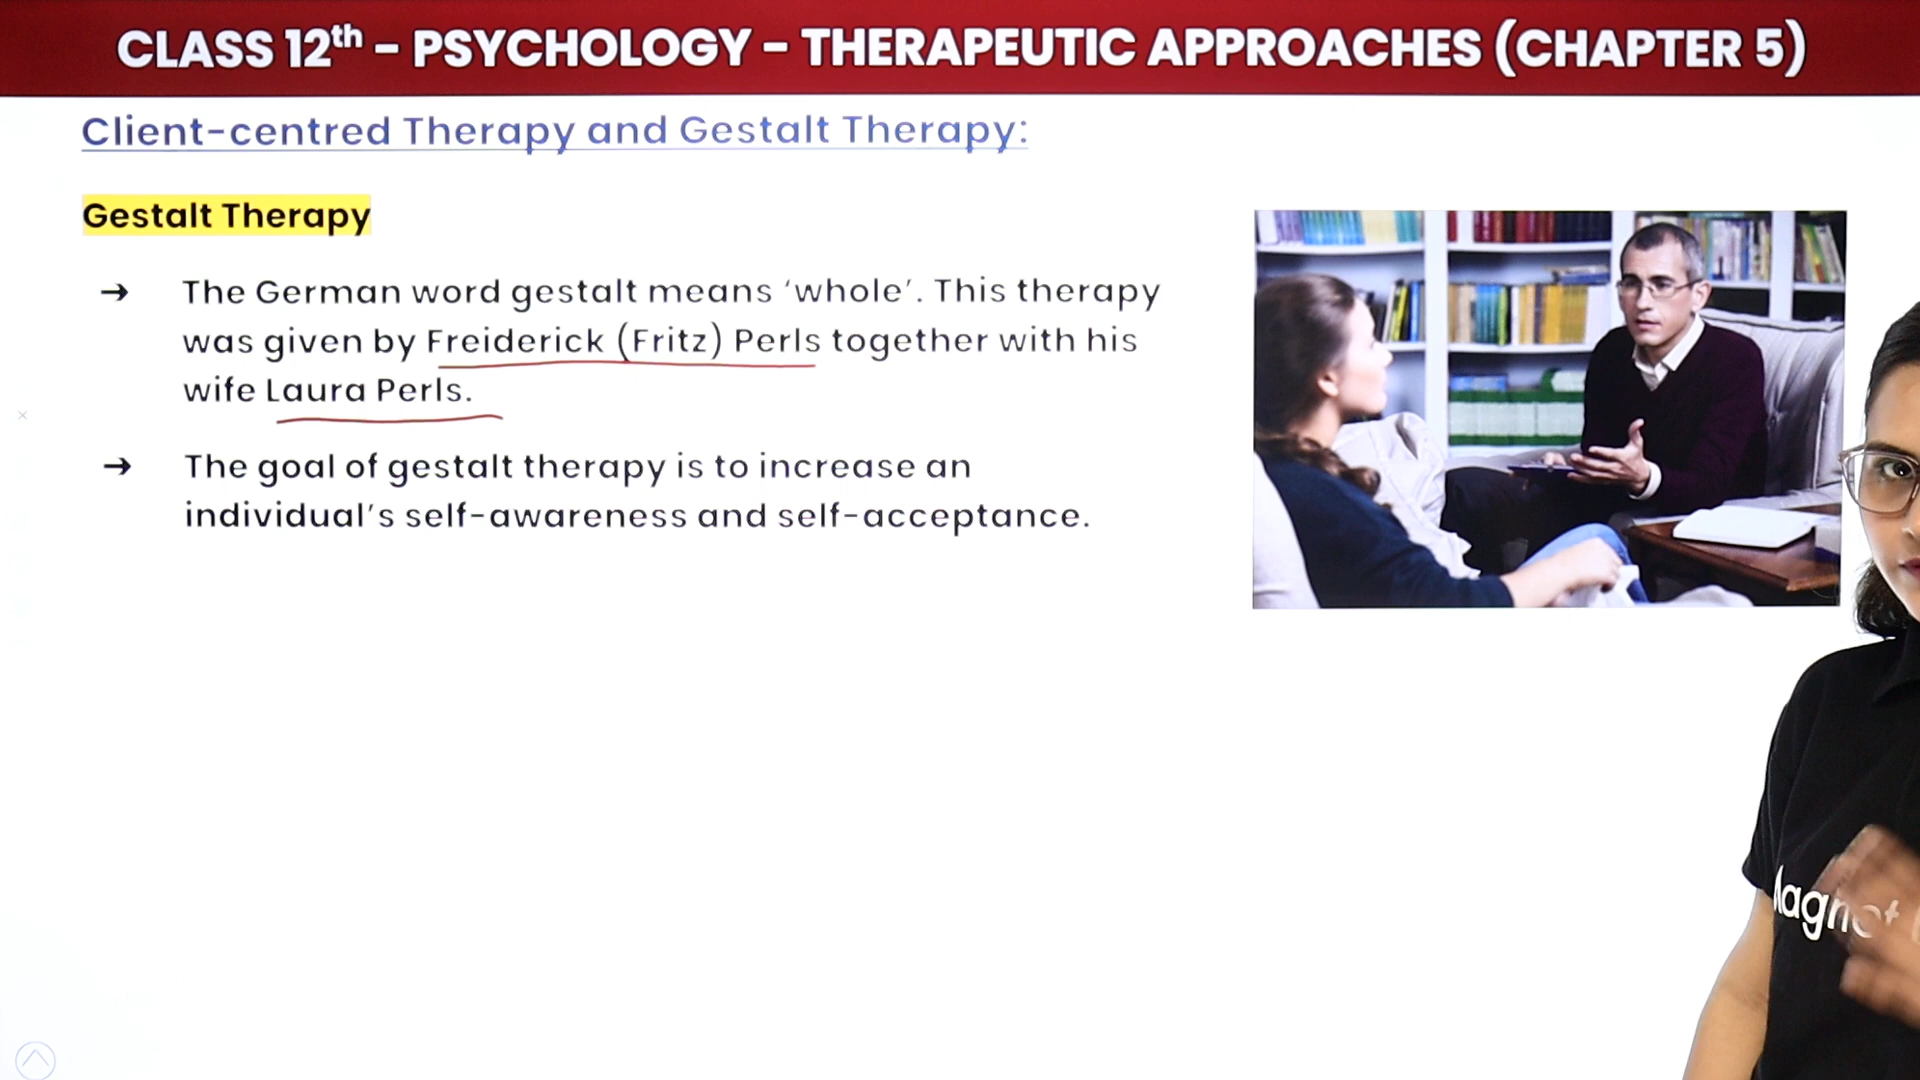 CLASS 12th – PSYCHOLOGY – THERAPEUTIC APPROACHES (CHAPTER 5)
Client-centred Therapy and Gestalt Therapy:
Gestalt Therapy
→ The German word gestalt means ‘whole’. This therapy
was given by Freiderick (Fritz) Perls together with his
wife Laura Perls.
→ The goal of gestalt therapy is to increase an
individual’s self-awareness and self-acceptance.